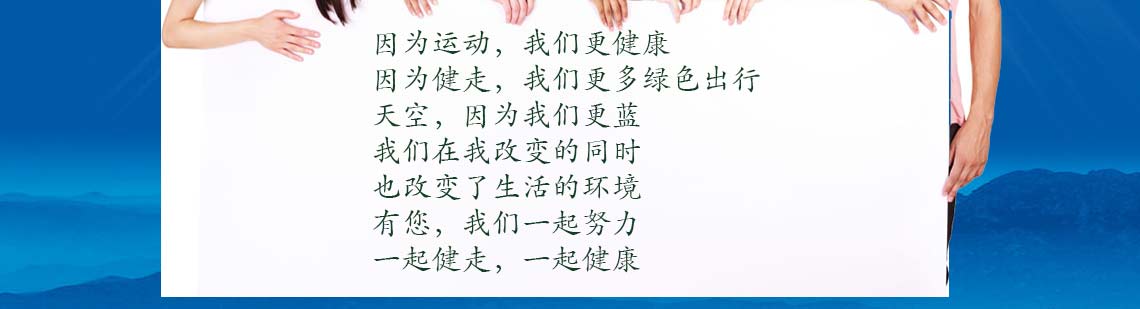 因为运动，我们更健康
因为健走，我们更多绿色出行
天空，因为我们更蓝
我们在我改变的同时
也改变了生活的环境
有您，我们一起努力
一起健走，一起健康